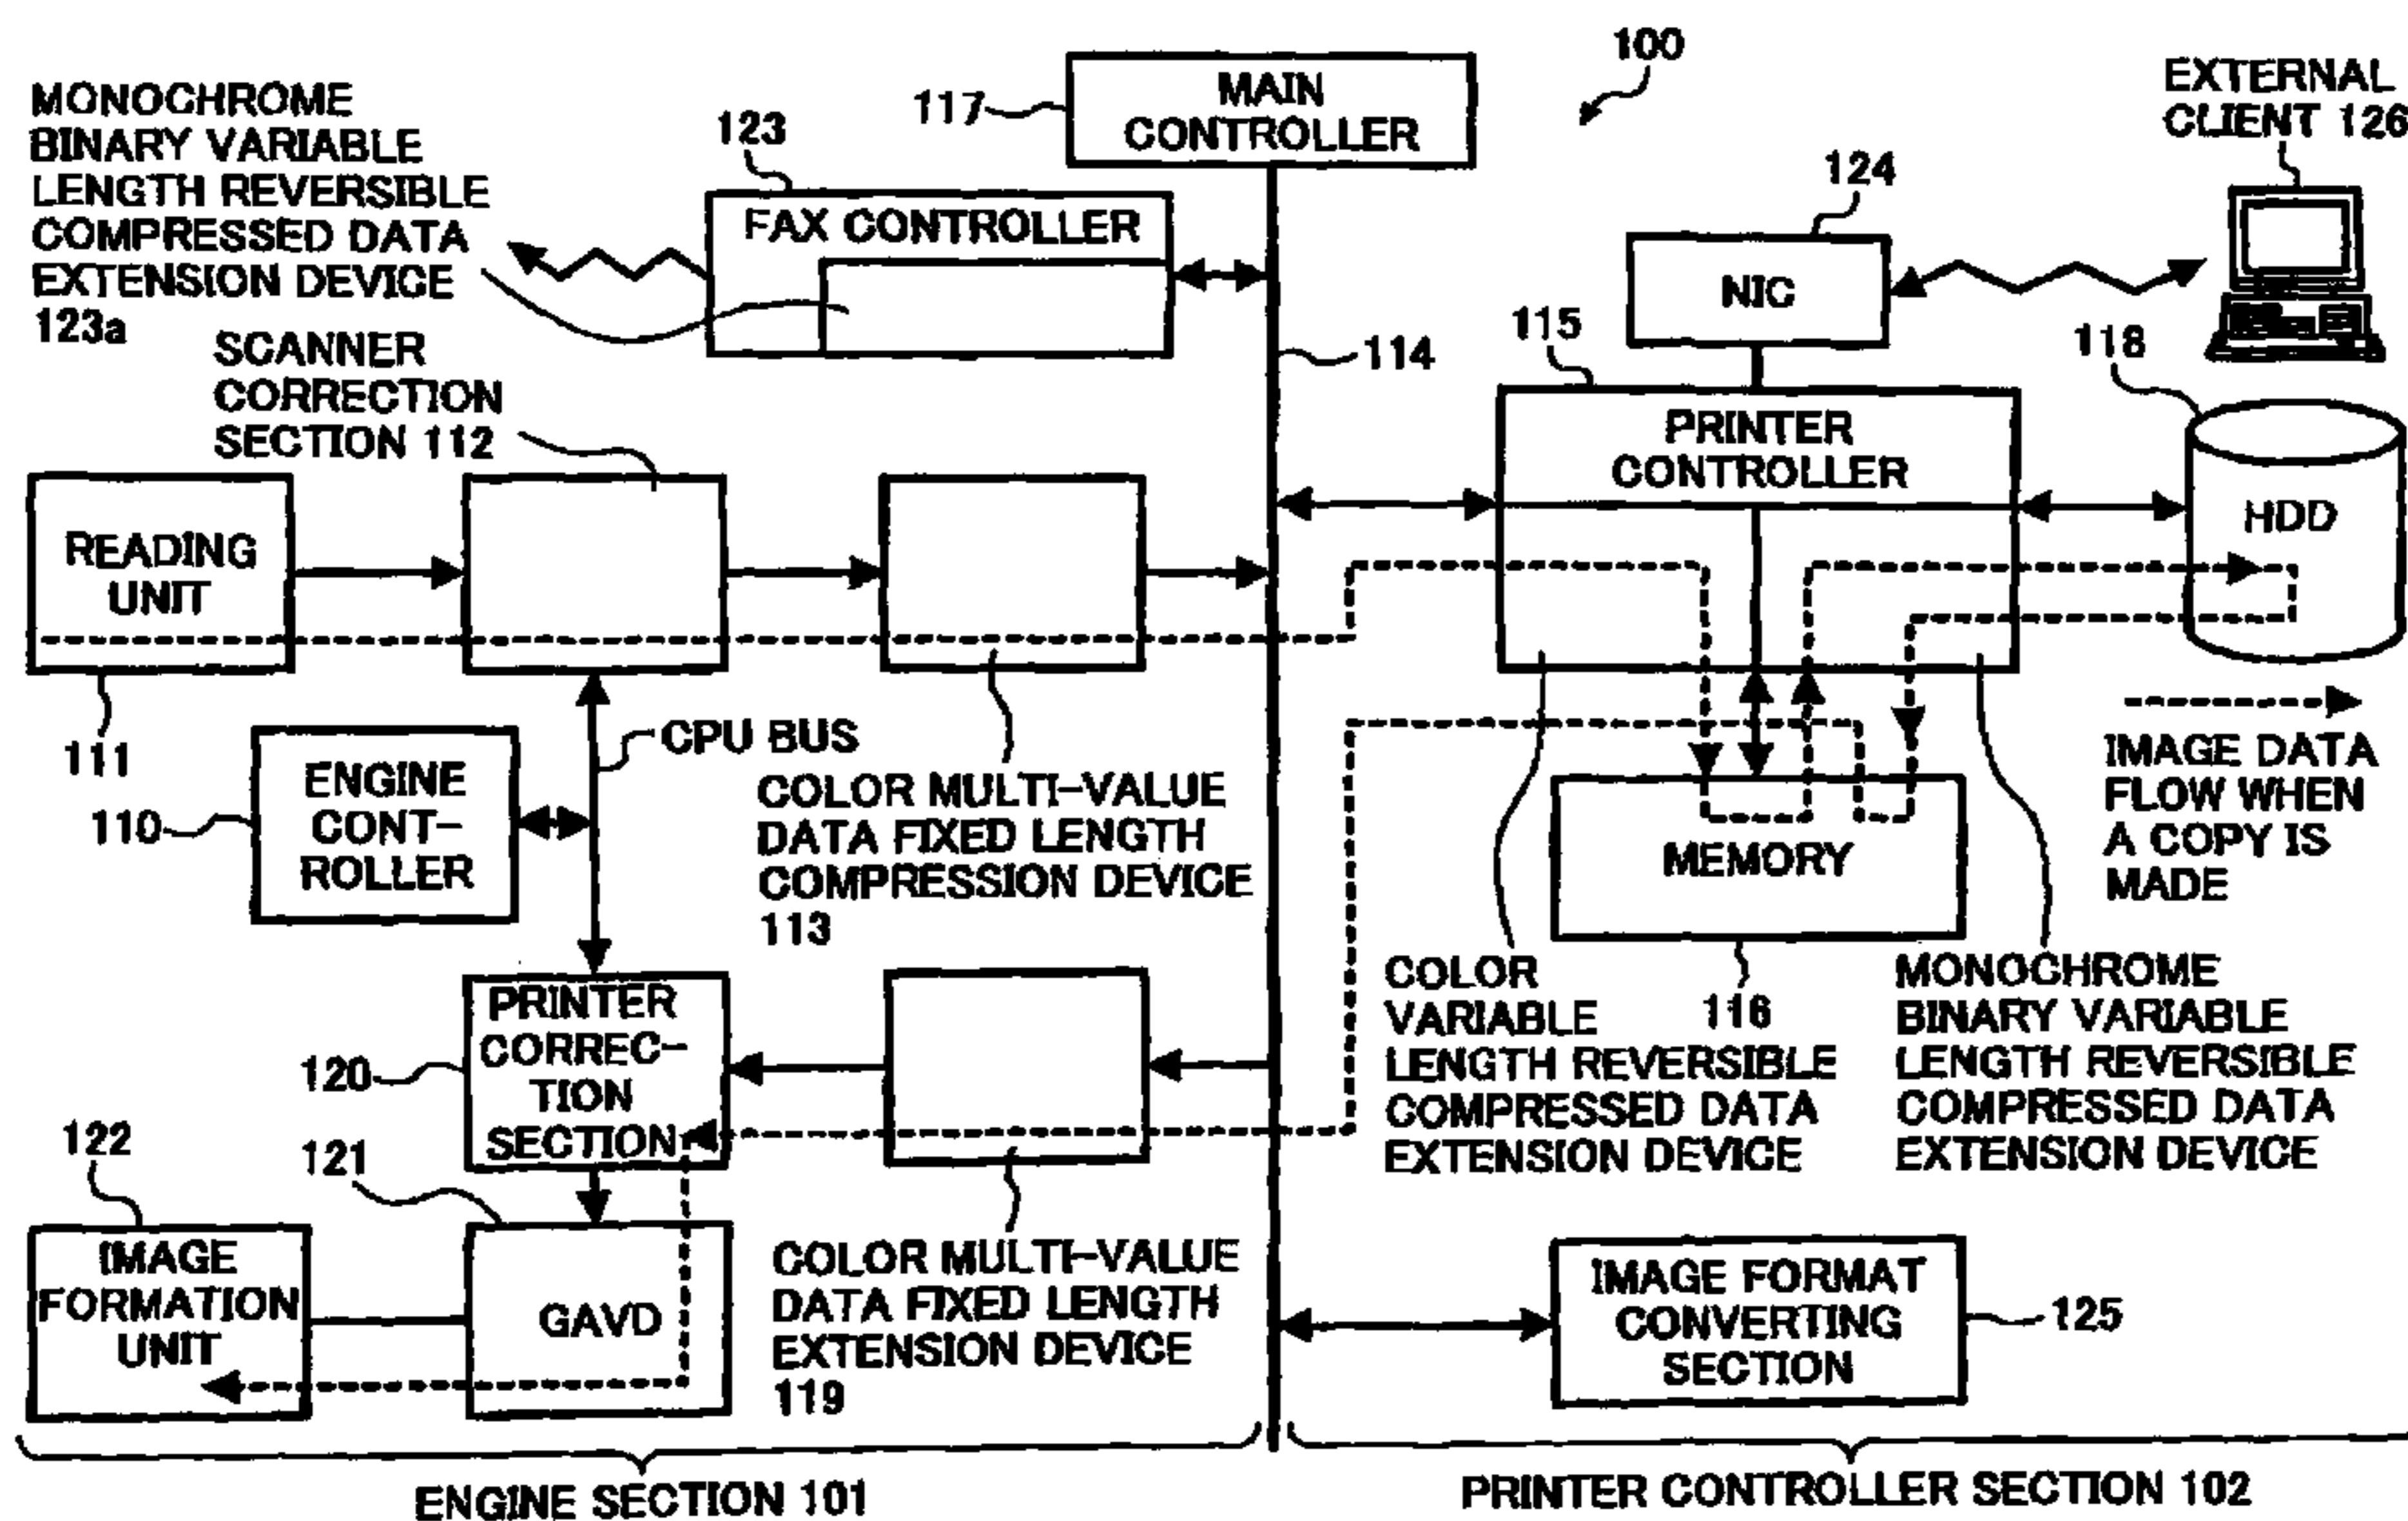 100
MAIN
CONTROLLER
117
EXTERNAL
CLIENT 126
MONOCHROME
BINARY VARIABLE
LENGTH REVERSIBLE
COMPRESSED DATA
EXTENSION DEVICE
123a
123
FAX CONTROLLER
124
NIC
114
115
118
SCANNER
CORRECTION
SECTION 112
PRINTER
CONTROLLER
HDD
READING
UNIT
111
CPU BUS
ENGINE
CONT-
ROLLER
110
COLOR MULTI-VALUE
DATA FIXED LENGTH
COMPRESSION DEVICE
113
MEMORY
116
IMAGE DATA
FLOW WHEN
A COPY IS
MADE
COLOR
VARIABLE
LENGTH REVERSIBLE
COMPRESSED DATA
EXTENSION DEVICE
MONOCHROME
BINARY VARIABLE
LENGTH REVERSIBLE
COMPRESSED DATA
EXTENSION DEVICE
PRINTER
CORREC-
TION
SECTION
120
122
121
IMAGE
FORMATION
UNIT
GAVD
COLOR MULTI-VALUE
DATA FIXED LENGTH
EXTENSION DEVICE
119
IMAGE FORMAT
CONVERTING
SECTION
125
ENGINE SECTION 101
PRINTER CONTROLLER SECTION 102